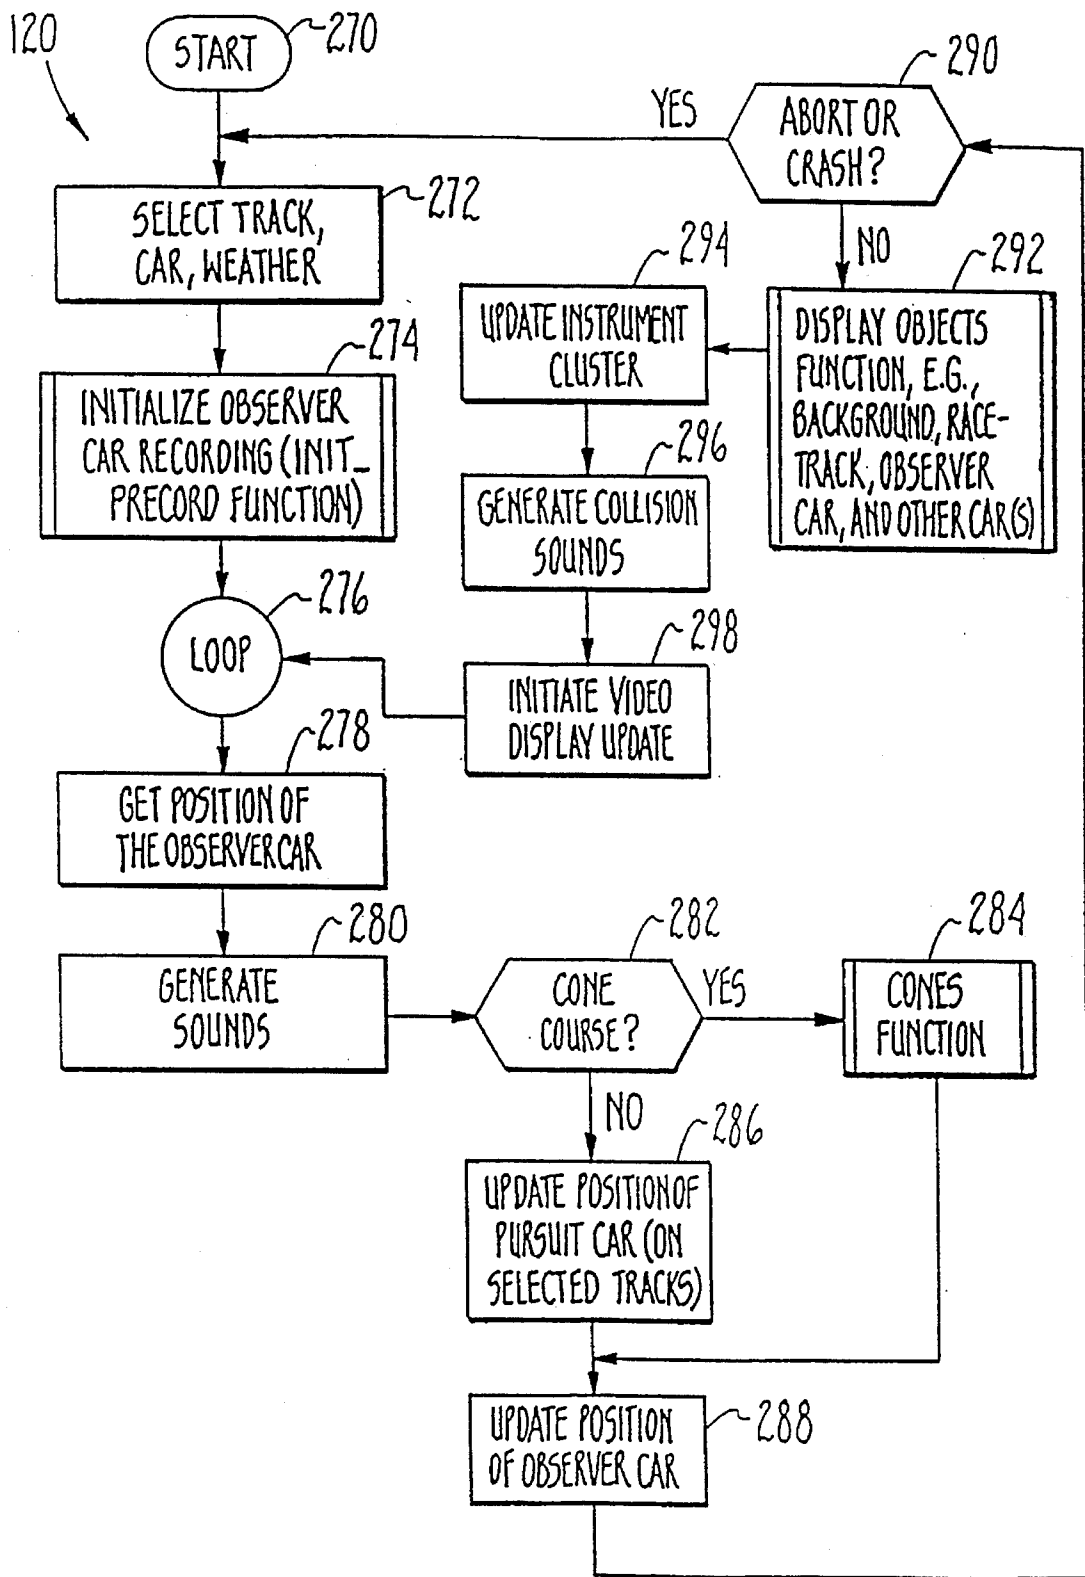 120
START
270
SELECT TRACK,
CAR, WEATHER
272
INITIALIZE OBSERVER
CAR RECORDING (INIT_
PRECORD FUNCTION)
274
LOOP
276
GET POSITION OF
THE OBSERVER CAR
278
GENERATE
SOUNDS
280
CONE
COURSE?
282
YES
CONES
FUNCTION
284
NO
UPDATE POSITION OF
PURSUIT CAR (ON
SELECTED TRACKS)
286
UPDATE POSITION
OF OBSERVER CAR
288
ABORT OR
CRASH?
290
YES
NO
DISPLAY OBJECTS
FUNCTION, E.G.,
BACKGROUND, RACE-
TRACK, OBSERVER
CAR, AND OTHER CAR(S)
292
UPDATE INSTRUMENT
CLUSTER
294
GENERATE COLLISION
SOUNDS
296
INITIATE VIDEO
DISPLAY UPDATE
298